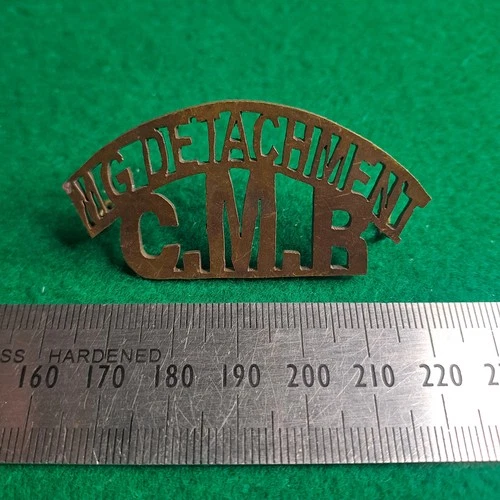 M.G. DETACHMENT
C.M.R
SS HARDENED
160 170 180 190 200 210 220